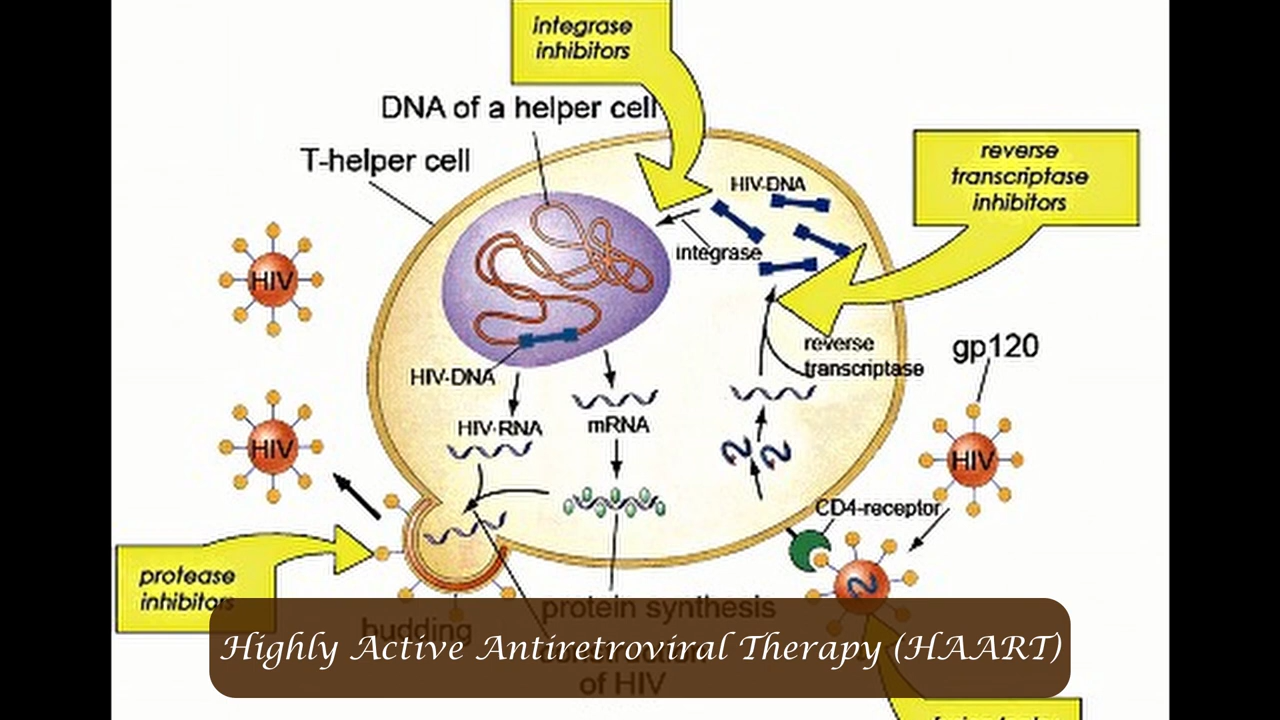 integrase
inhibitors
DNA of a helper cell
T-helper cell
reverse
transcriptase
inhibitors
HIV-DNA
integrase
HIV
reverse
transcriptase
gp120
HIV-DNA
HIV
HIV-RNA
mRNA
HIV
CD4-receptor
protease
inhibitors
protein synthesis
budding
construction
of HIV
Highly Active Antiretroviral Therapy (HAART)